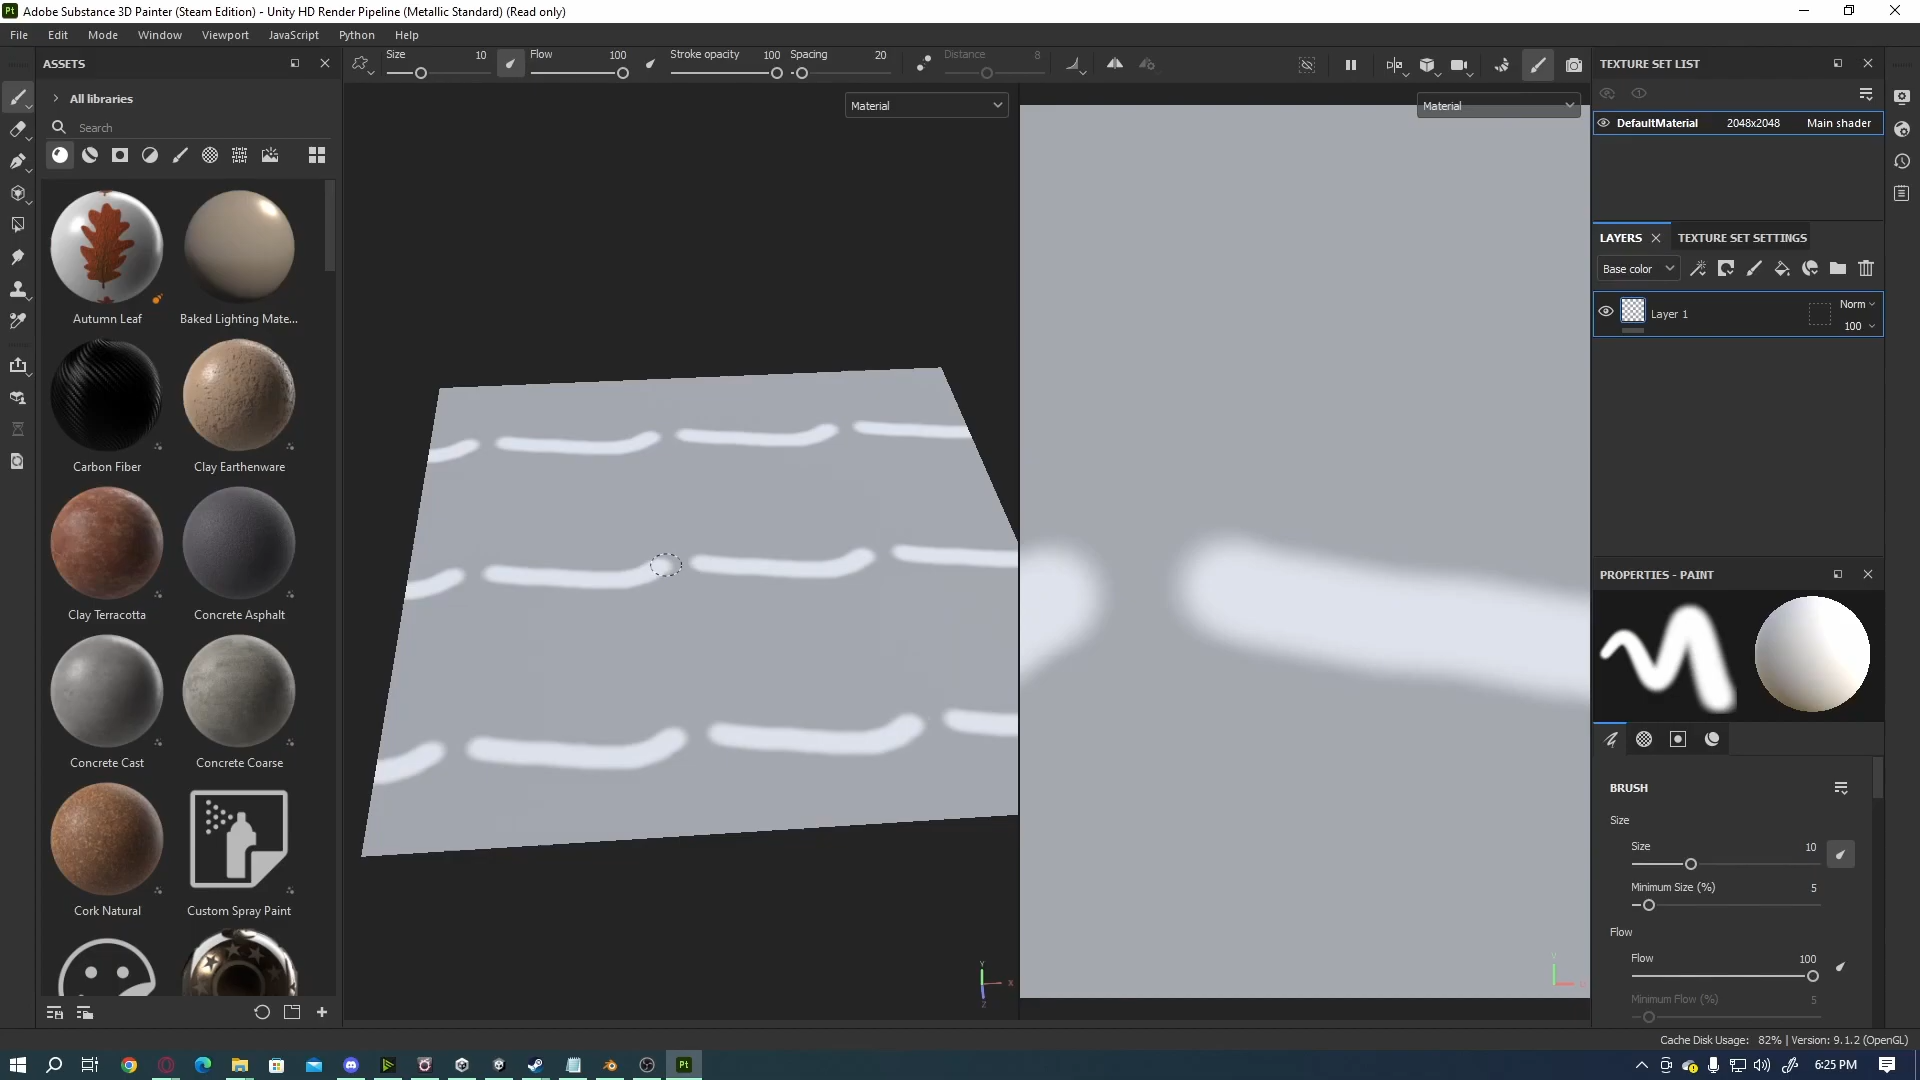 Adobe Substance 3D Painter (Steam Edition) - Unity HD Render Pipeline (Metallic Standard) (Read only)
File Edit Mode Window Viewport JavaScript Python Help
ASSETS
Size 10 Flow 100 Stroke opacity 100 Spacing 20 Distance 8
TEXTURE SET LIST
All libraries
Search
Material
Material
DefaultMaterial 2048x2048 Main shader
LAYERS TEXTURE SET SETTINGS
Base color
Layer 1
Norm
100
Autumn Leaf
Baked Lighting Mate...
Carbon Fiber
Clay Earthenware
Clay Terracotta
Concrete Asphalt
Concrete Cast
Concrete Coarse
Cork Natural
Custom Spray Paint
PROPERTIES - PAINT
BRUSH
Size
Size 10
Minimum Size (%) 5
Flow
Flow 100
Minimum Flow (%) 5
Y
X
Z
Cache Disk Usage: 82% | Version: 9.1.2 (OpenGL)
Pt
6:25 PM